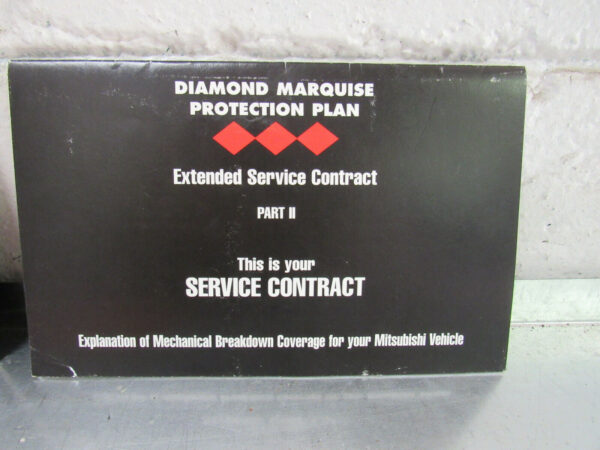 DIAMOND MARQUISE
PROTECTION PLAN
Extended Service Contract
PART II
This is your
SERVICE CONTRACT
Explanation of Mechanical Breakdown Coverage for your Mitsubishi Vehicle